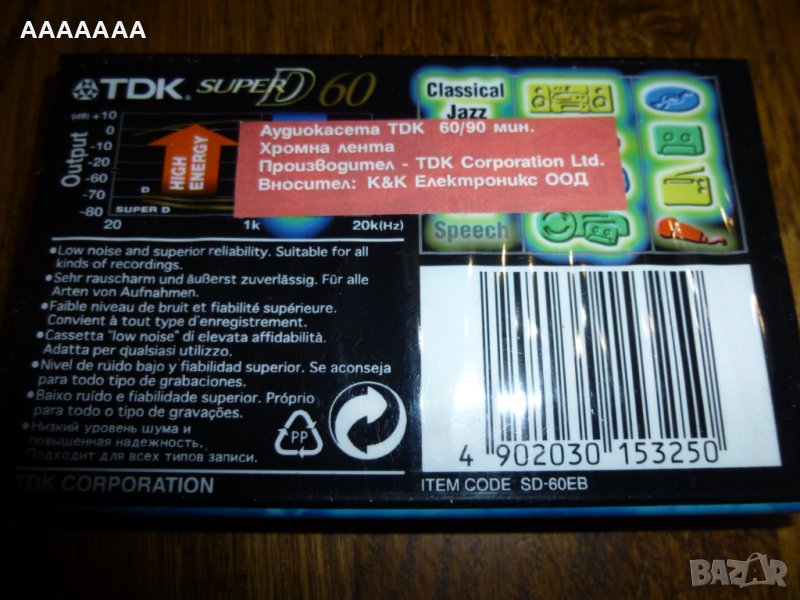 AAAAAAA
TDK. SUPER D 60
(dB) +10
0
-10
-60
-70
-80
Output
HIGH ENERGY
D
SUPER D
20 1k 20k(Hz)
Classical
Jazz
Speech
Аудиокасета TDK 60/90 мин.
Хромна лента
Производител - TDK Corporation Ltd.
Вносител: K&K Електроникс ООД
•Low noise and superior reliability. Suitable for all
kinds of recordings.
•Sehr rauscharm und äußerst zuverlässig. Für alle
Arten von Aufnahmen.
•Faible niveau de bruit et fiabilité supérieure.
Convient à tout type d'enregistrement.
•Cassetta "low noise" di elevata affidabilità.
Adatta per qualsiasi utilizzo.
•Nivel de ruido bajo y fiabilidad superior. Se aconseja
para todo tipo de grabaciones.
•Baixo ruído e fiabilidade superior. Próprio
para todo o tipo de gravações.
•Низкий уровень шума и
повышенная надежность.
Подходит для всех типов записи.
PP
TDK CORPORATION
4 902030 153250
ITEM CODE SD-60EB
BAZAR